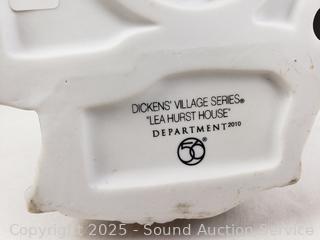 DICKENS' VILLAGE SERIES®
"LEA HURST HOUSE"
DEPARTMENT 2010
56®
Copyright 2025 - Sound Auction Service